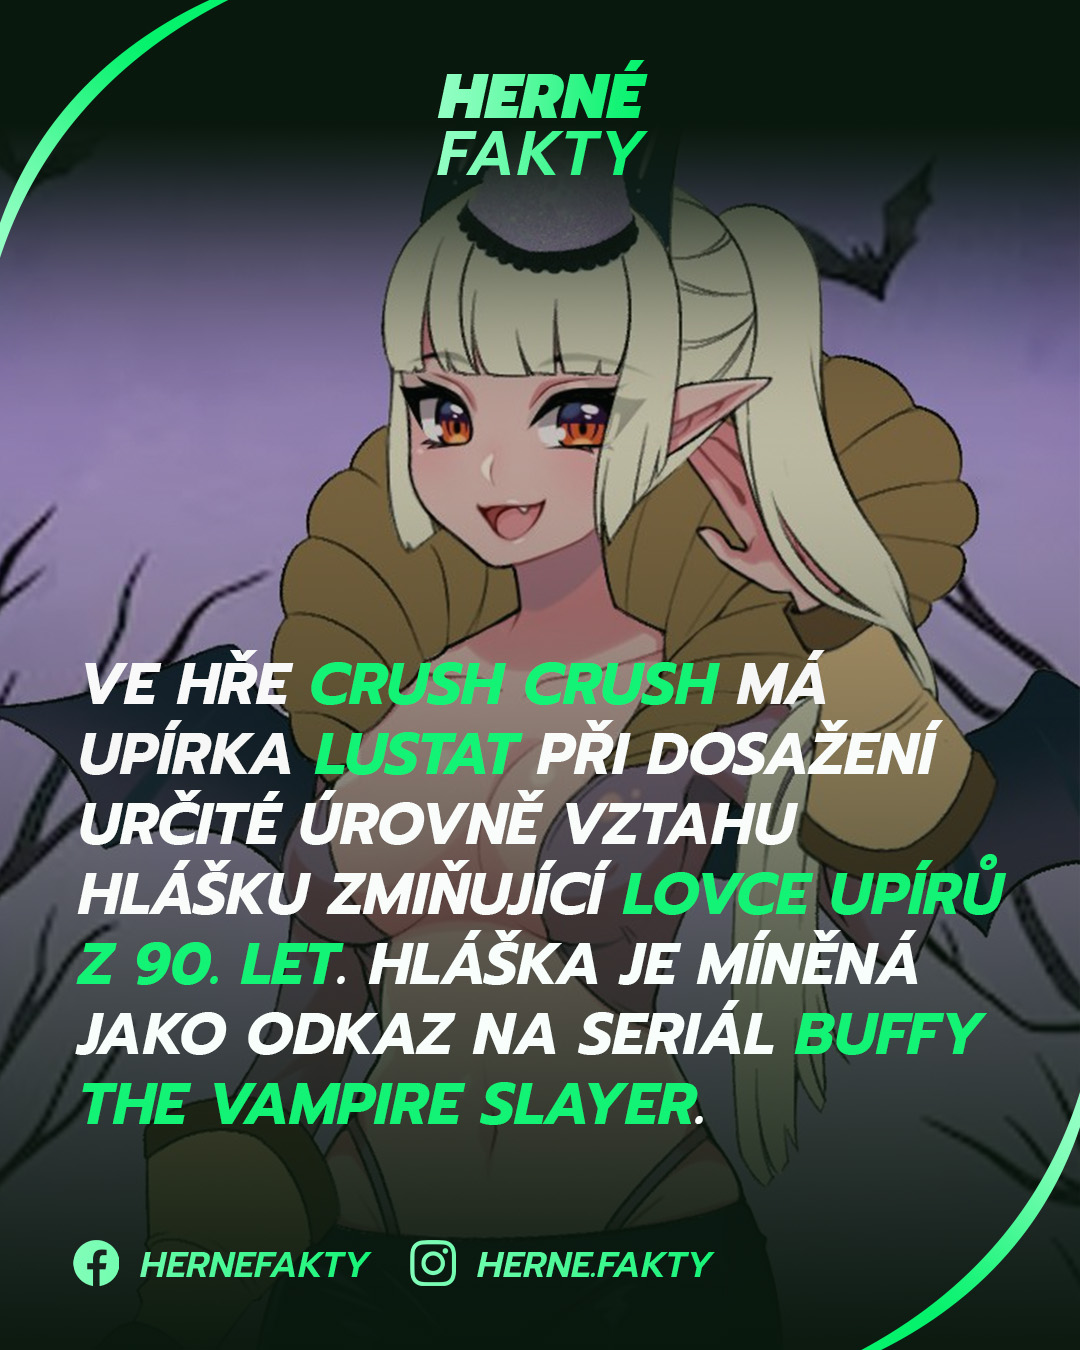 HERNÉ
FAKTY
VE HŘE CRUSH CRUSH MÁ
UPÍRKA LUSTAT PŘI DOSAŽENÍ
URČITÉ ÚROVNĚ VZTAHU
HLÁŠKU ZMIŇUJÍCÍ LOVCE UPÍRŮ
Z 90. LET. HLÁŠKA JE MÍNĚNÁ
JAKO ODKAZ NA SERIÁL BUFFY
THE VAMPIRE SLAYER.
HERNEFAKTY HERNE.FAKTY